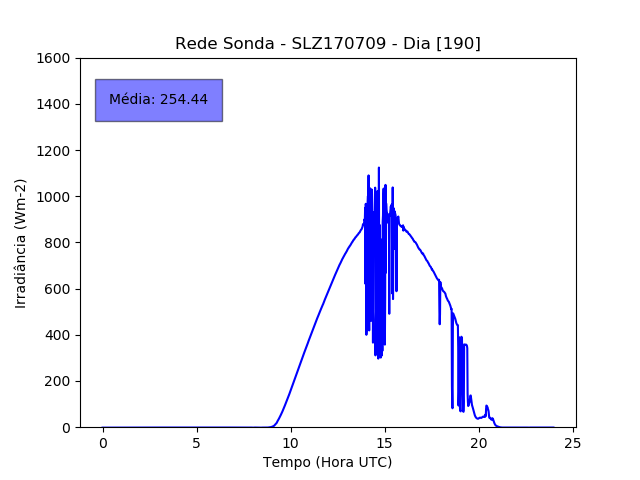 Rede Sonda - SLZ170709 - Dia [190]
1600
1400
1200
1000
800
600
400
200
0
Irradiância (Wm-2)
Média: 254.44
0 5 10 15 20 25
Tempo (Hora UTC)